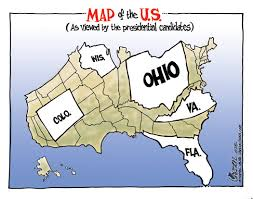 MAP of the U.S.
(AS VIEWED BY THE PRESIDENTIAL CANDIDATES)
WIS.
OHIO
COLO.
VA.
FLA.